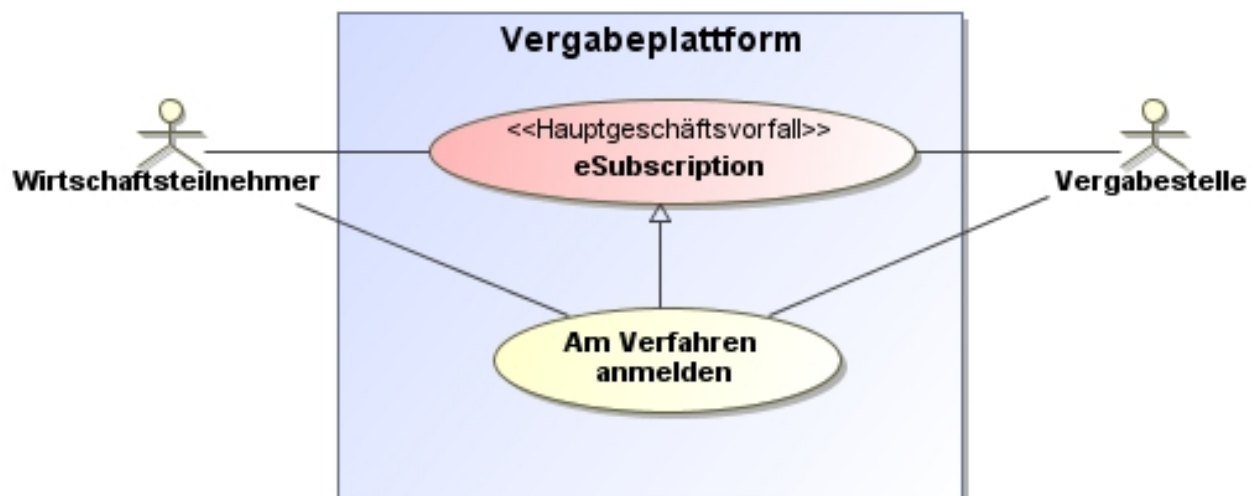 Vergabeplattform
<<Hauptgeschäftsvorfall>>
eSubscription
Wirtschaftsteilnehmer
Vergabestelle
Am Verfahren
anmelden